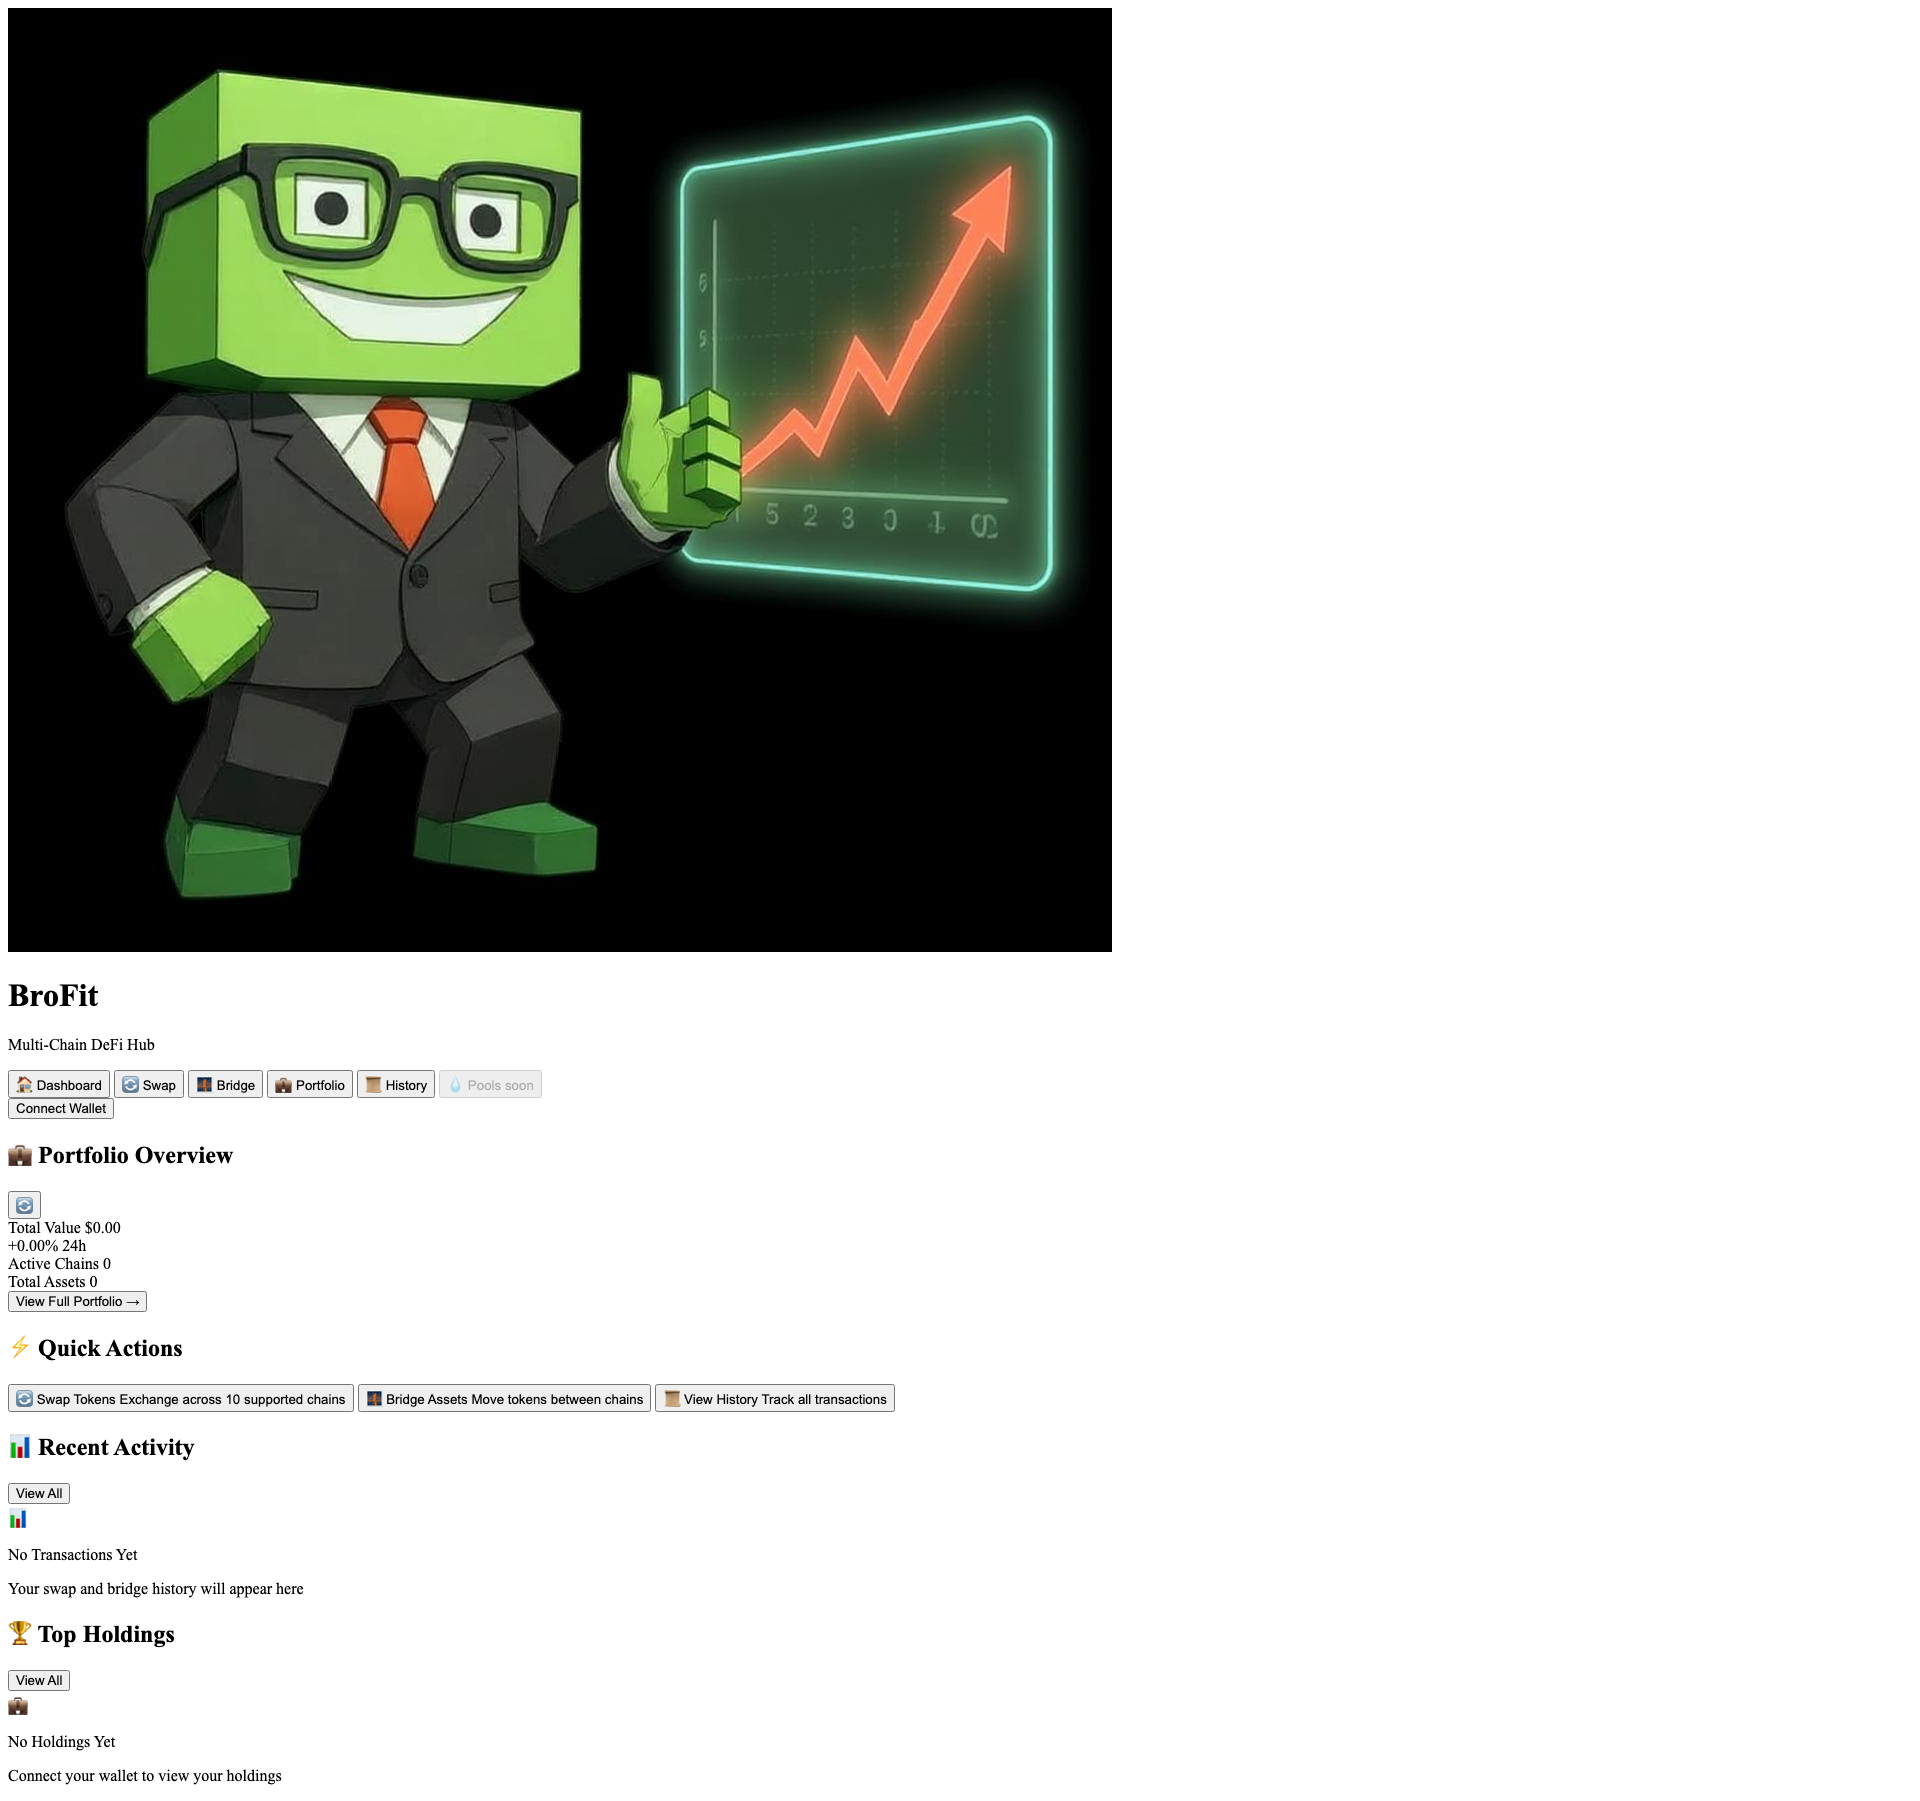 6
5
5 2 3 0
BroFit
Multi-Chain DeFi Hub
Dashboard Swap Bridge Portfolio History Pools soon
Connect Wallet
Portfolio Overview
Total Value $0.00
+0.00% 24h
Active Chains 0
Total Assets 0
View Full Portfolio →
Quick Actions
Swap Tokens Exchange across 10 supported chains Bridge Assets Move tokens between chains View History Track all transactions
Recent Activity
View All
No Transactions Yet
Your swap and bridge history will appear here
Top Holdings
View All
No Holdings Yet
Connect your wallet to view your holdings